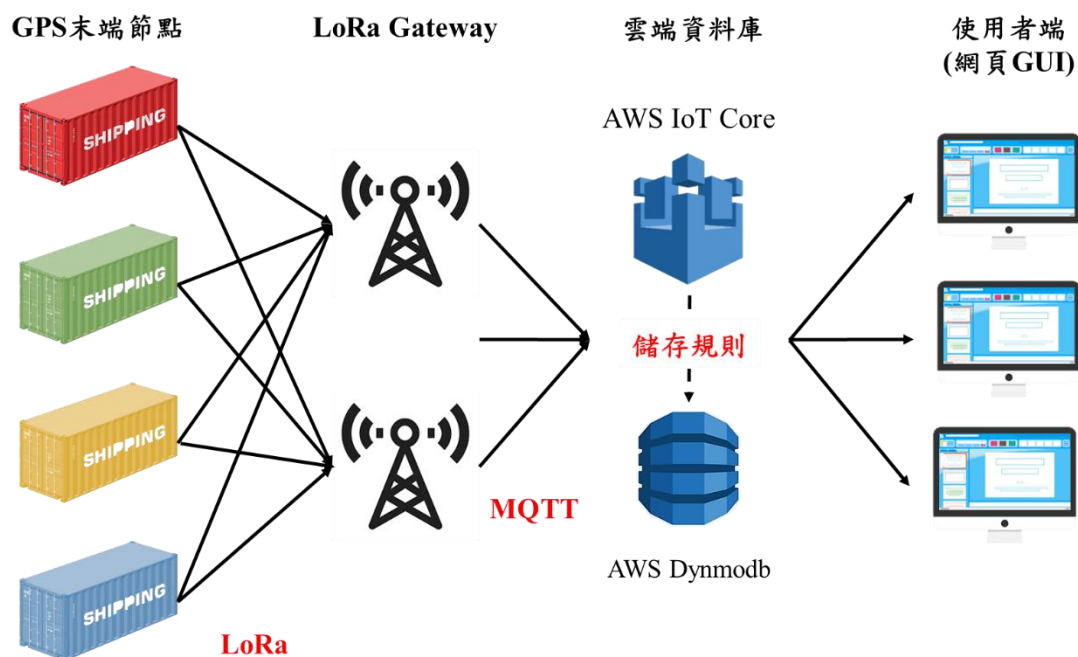 GPS末端節點
LoRa Gateway
雲端資料庫
使用者端
(網頁GUI)
AWS IoT Core
SHIPPING
SHIPPING
SHIPPING
SHIPPING
儲存規則
MQTT
AWS Dynmodb
LoRa